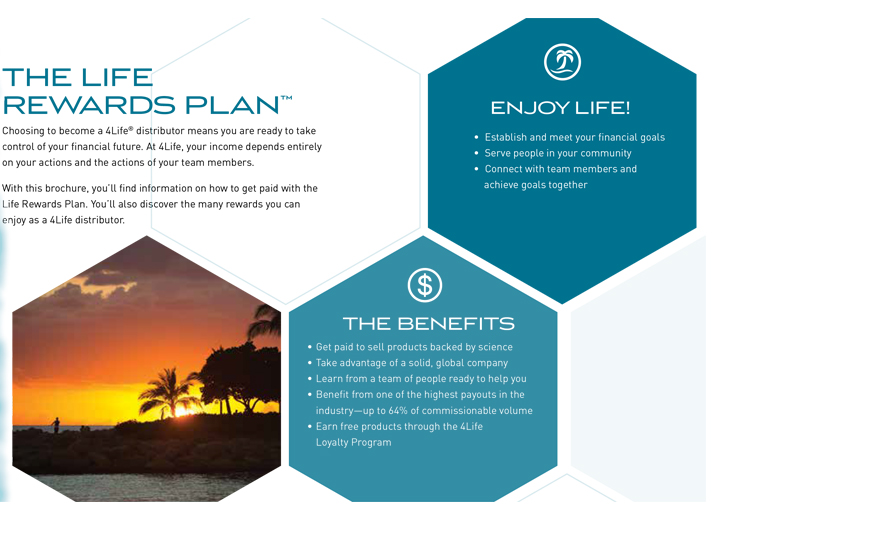 THE LIFE
REWARDS PLAN™
Choosing to become a 4Life® distributor means you are ready to take
control of your financial future. At 4Life, your income depends entirely
on your actions and the actions of your team members.
With this brochure, you'll find information on how to get paid with the
Life Rewards Plan. You'll also discover the many rewards you can
enjoy as a 4Life distributor.
ENJOY LIFE!
• Establish and meet your financial goals
• Serve people in your community
• Connect with team members and
achieve goals together
$
THE BENEFITS
• Get paid to sell products backed by science
• Take advantage of a solid, global company
• Learn from a team of people ready to help you
• Benefit from one of the highest payouts in the
industry—up to 64% of commissionable volume
• Earn free products through the 4Life
Loyalty Program